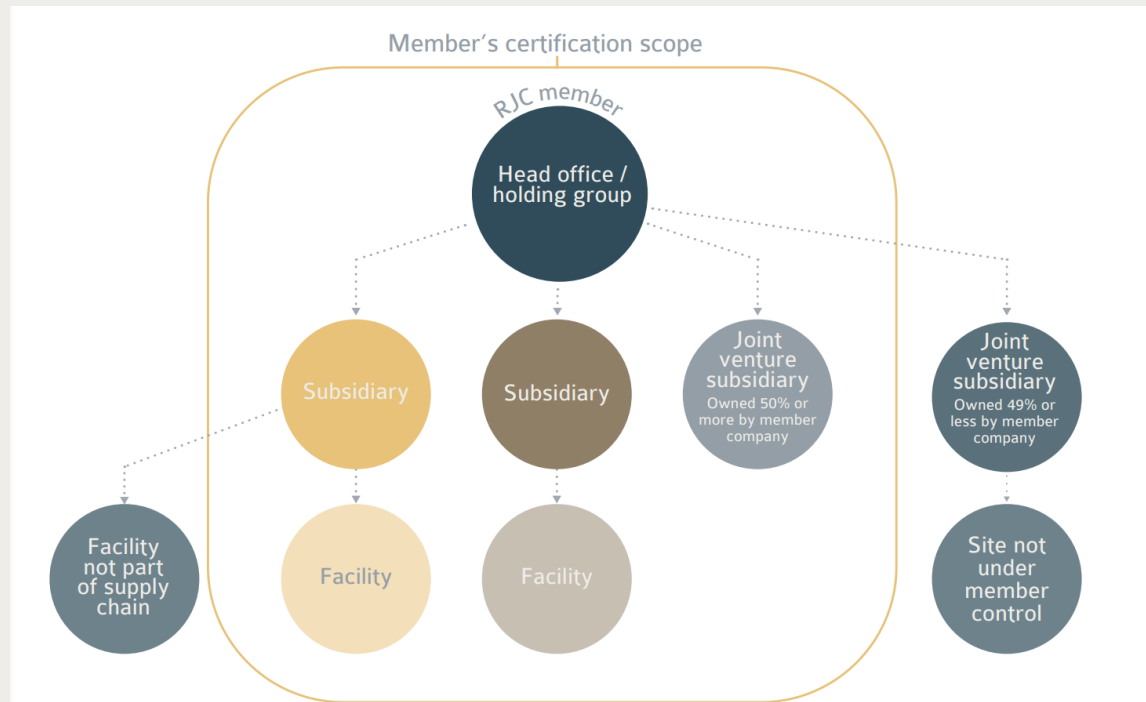 Member's certification scope
RJC member
Head office /
holding group
Subsidiary
Subsidiary
Joint
venture
subsidiary
Owned 50% or
more by member
company
Joint
venture
subsidiary
Owned 49% or
less by member
company
Facility
not part
of supply
chain
Facility
Facility
Site not
under
member
control